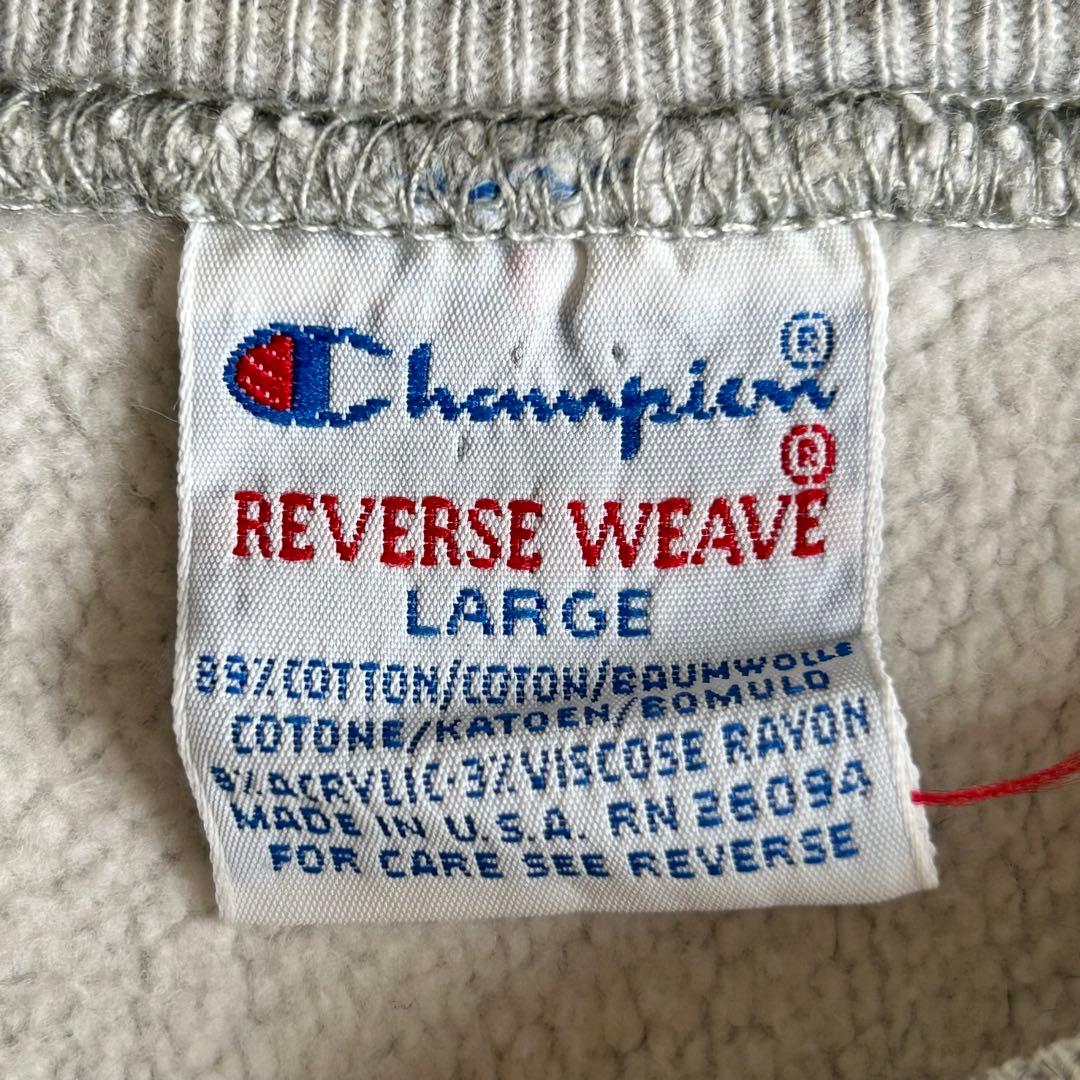 Champion®
REVERSE WEAVE®
LARGE
89%COTTON/COTON/BAUMWOLLE
COTONE/KATOEN/BOMULD
8%ACRYLIC·3%VISCOSE RAYON
MADE IN U.S.A. RN 26094
FOR CARE SEE REVERSE